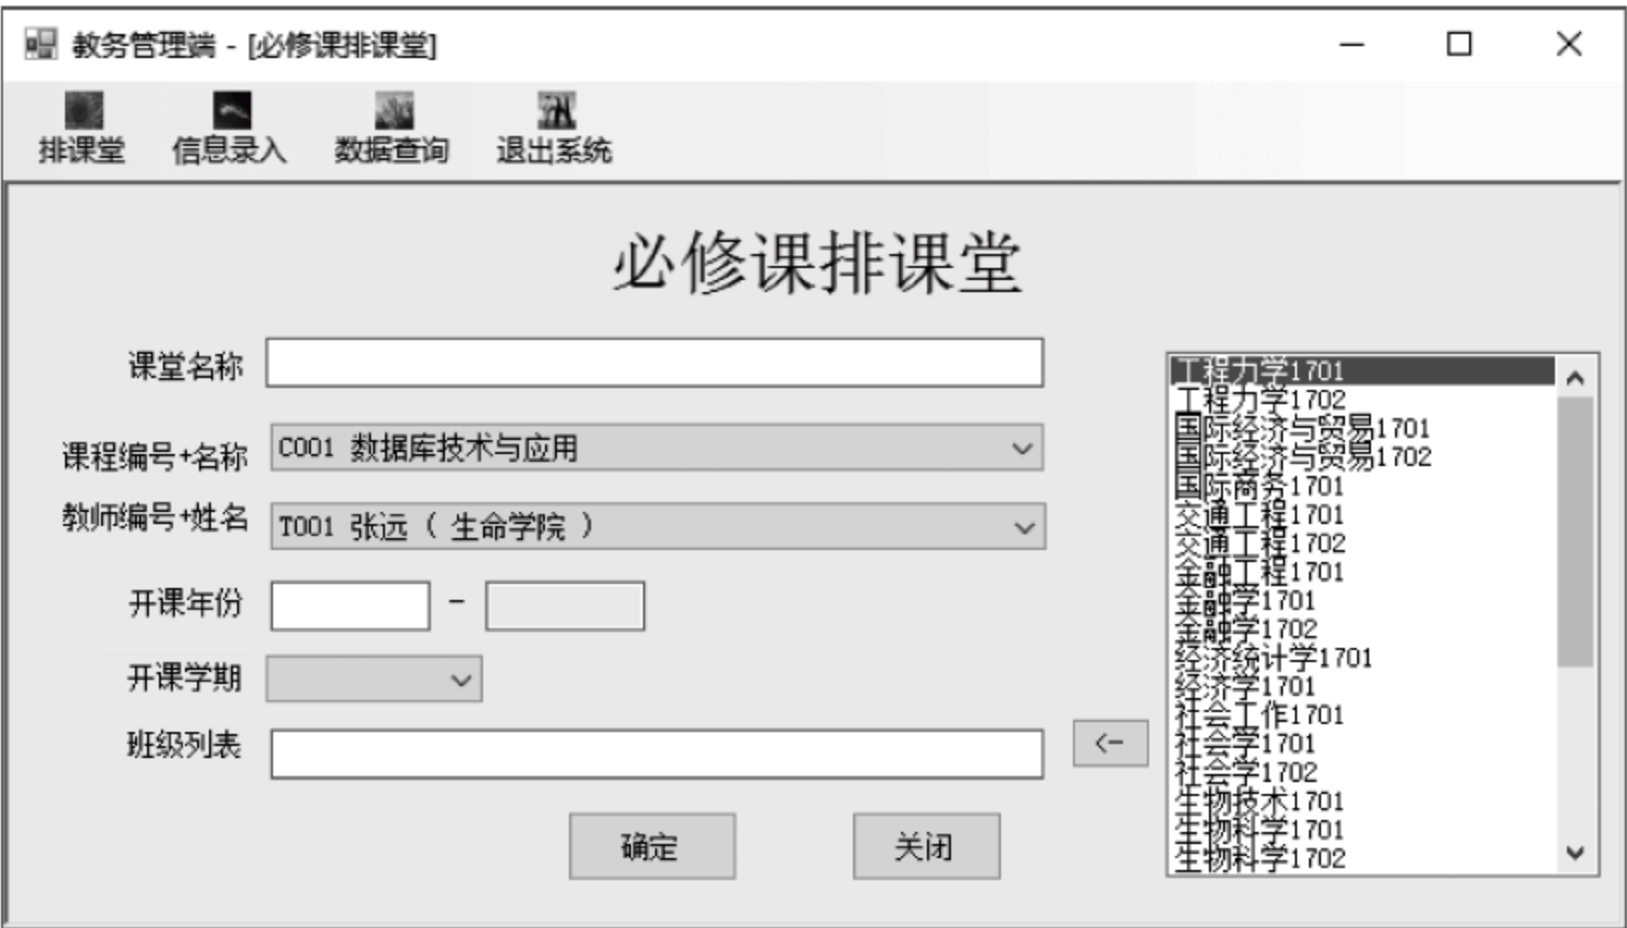 教务管理端 - [必修课排课堂]
排课堂 信息录入 数据查询 退出系统
必修课排课堂
课堂名称
课程编号+名称 C001 数据库技术与应用
教师编号+姓名 T001 张远 ( 生命学院 )
开课年份 -
开课学期
班级列表 <-
确定 关闭
工程力学1701
工程力学1702
国际经济与贸易1701
国际经济与贸易1702
国际商务1701
交通工程1701
交通工程1702
金融工程1701
金融学1701
金融学1702
经济统计学1701
经济学1701
社会工作1701
社会学1701
社会学1702
生物技术1701
生物科学1701
生物科学1702